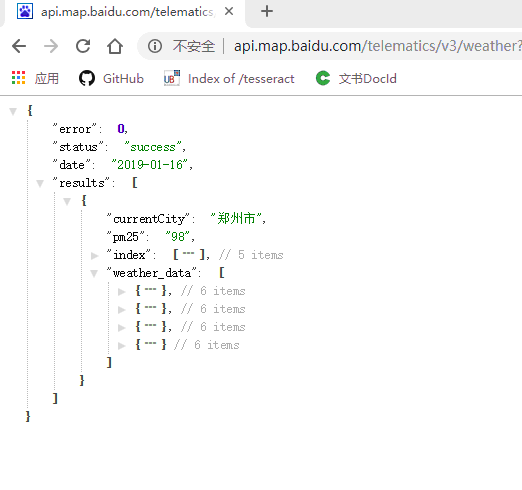 api.map.baidu.com/telematics
不安全 api.map.baidu.com/telematics/v3/weather?
应用 GitHub Index of /tesseract 文书DocId
{
"error": 0,
"status": "success",
"date": "2019-01-16",
"results": [
{
"currentCity": "郑州市",
"pm25": "98",
"index": [···], // 5 items
"weather_data": [
{···}, // 6 items
{···}, // 6 items
{···}, // 6 items
{···} // 6 items
]
}
]
}